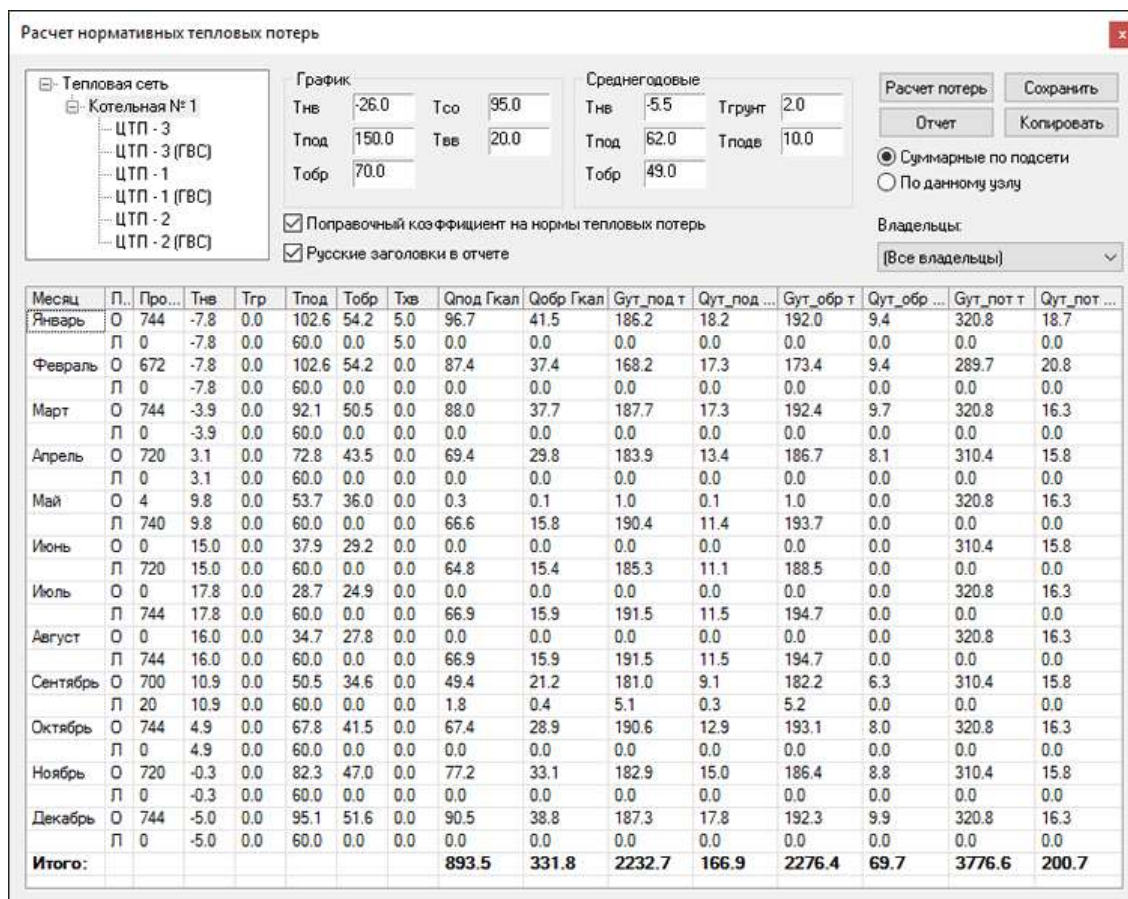 Расчет нормативных тепловых потерь
x
Тепловая сеть
Котельная № 1
ЦТП - 3
ЦТП - 3 (ГВС)
ЦТП - 1
ЦТП - 1 (ГВС)
ЦТП - 2
ЦТП - 2 (ГВС)
График
Тнв -26.0 Тсо 95.0
Тпод 150.0 Твв 20.0
Тобр 70.0
Среднегодовые
Тнв -5.5 Тгрунт 2.0
Тпод 62.0 Тподв 10.0
Тобр 49.0
Расчет потерь Сохранить
Отчет Копировать
Суммарные по подсети
По данному узлу
Поправочный коэффициент на нормы тепловых потерь
Русские заголовки в отчете
Владельцы:
(Все владельцы)
Месяц П.. Про... Тнв Тгр Тпод Тобр Тхв Qпод Гкал Qобр Гкал Gут_под т Qут_под ... Gут_обр т Qут_обр ... Gут_пот т Qут_пот ...
Январь О 744 -7.8 0.0 102.6 54.2 5.0 96.7 41.5 186.2 18.2 192.0 9.4 320.8 18.7
Л 0 -7.8 0.0 60.0 0.0 5.0 0.0 0.0 0.0 0.0 0.0 0.0 0.0 0.0
Февраль О 672 -7.8 0.0 102.6 54.2 0.0 87.4 37.4 168.2 17.3 173.4 9.4 289.7 20.8
Л 0 -7.8 0.0 60.0 0.0 0.0 0.0 0.0 0.0 0.0 0.0 0.0 0.0 0.0
Март О 744 -3.9 0.0 92.1 50.5 0.0 88.0 37.7 187.7 17.3 192.4 9.7 320.8 16.3
Л 0 -3.9 0.0 60.0 0.0 0.0 0.0 0.0 0.0 0.0 0.0 0.0 0.0 0.0
Апрель О 720 3.1 0.0 72.8 43.5 0.0 69.4 29.8 183.9 13.4 186.7 8.1 310.4 15.8
Л 0 3.1 0.0 60.0 0.0 0.0 0.0 0.0 0.0 0.0 0.0 0.0 0.0 0.0
Май О 4 9.8 0.0 53.7 36.0 0.0 0.3 0.1 1.0 0.1 1.0 0.0 320.8 16.3
Л 740 9.8 0.0 60.0 0.0 0.0 66.6 15.8 190.4 11.4 193.7 0.0 0.0 0.0
Июнь О 0 15.0 0.0 37.9 29.2 0.0 0.0 0.0 0.0 0.0 0.0 0.0 310.4 15.8
Л 720 15.0 0.0 60.0 0.0 0.0 64.8 15.4 185.3 11.1 188.5 0.0 0.0 0.0
Июль О 0 17.8 0.0 28.7 24.9 0.0 0.0 0.0 0.0 0.0 0.0 0.0 320.8 16.3
Л 744 17.8 0.0 60.0 0.0 0.0 66.9 15.9 191.5 11.5 194.7 0.0 0.0 0.0
Август О 0 16.0 0.0 34.7 27.8 0.0 0.0 0.0 0.0 0.0 0.0 0.0 320.8 16.3
Л 744 16.0 0.0 60.0 0.0 0.0 66.9 15.9 191.5 11.5 194.7 0.0 0.0 0.0
Сентябрь О 700 10.9 0.0 50.5 34.6 0.0 49.4 21.2 181.0 9.1 182.2 6.3 310.4 15.8
Л 20 10.9 0.0 60.0 0.0 0.0 1.8 0.4 5.1 0.3 5.2 0.0 0.0 0.0
Октябрь О 744 4.9 0.0 67.8 41.5 0.0 67.4 28.9 190.6 12.9 193.1 8.0 320.8 16.3
Л 0 4.9 0.0 60.0 0.0 0.0 0.0 0.0 0.0 0.0 0.0 0.0 0.0 0.0
Ноябрь О 720 -0.3 0.0 82.3 47.0 0.0 77.2 33.1 182.9 15.0 186.4 8.8 310.4 15.8
Л 0 -0.3 0.0 60.0 0.0 0.0 0.0 0.0 0.0 0.0 0.0 0.0 0.0 0.0
Декабрь О 744 -5.0 0.0 95.1 51.6 0.0 90.5 38.8 187.3 17.8 192.3 9.9 320.8 16.3
Л 0 -5.0 0.0 60.0 0.0 0.0 0.0 0.0 0.0 0.0 0.0 0.0 0.0 0.0
Итого: 893.5 331.8 2232.7 166.9 2276.4 69.7 3776.6 200.7